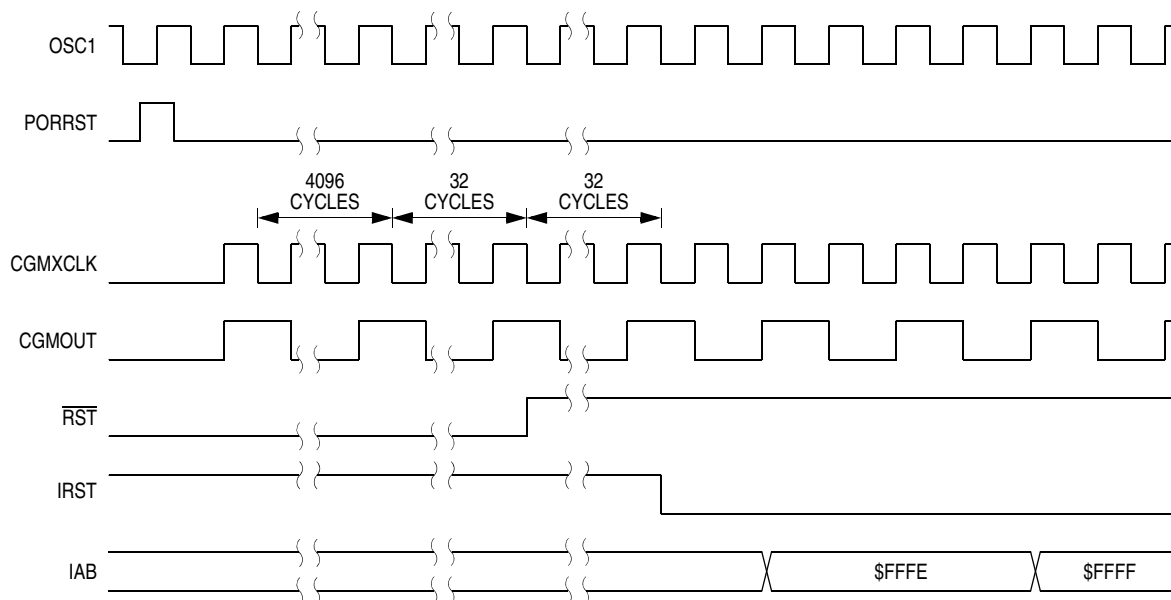 OSC1
PORRST
4096
CYCLES
32
CYCLES
32
CYCLES
CGMXCLK
CGMOUT
RST
IRST
IAB
$FFFE
$FFFF